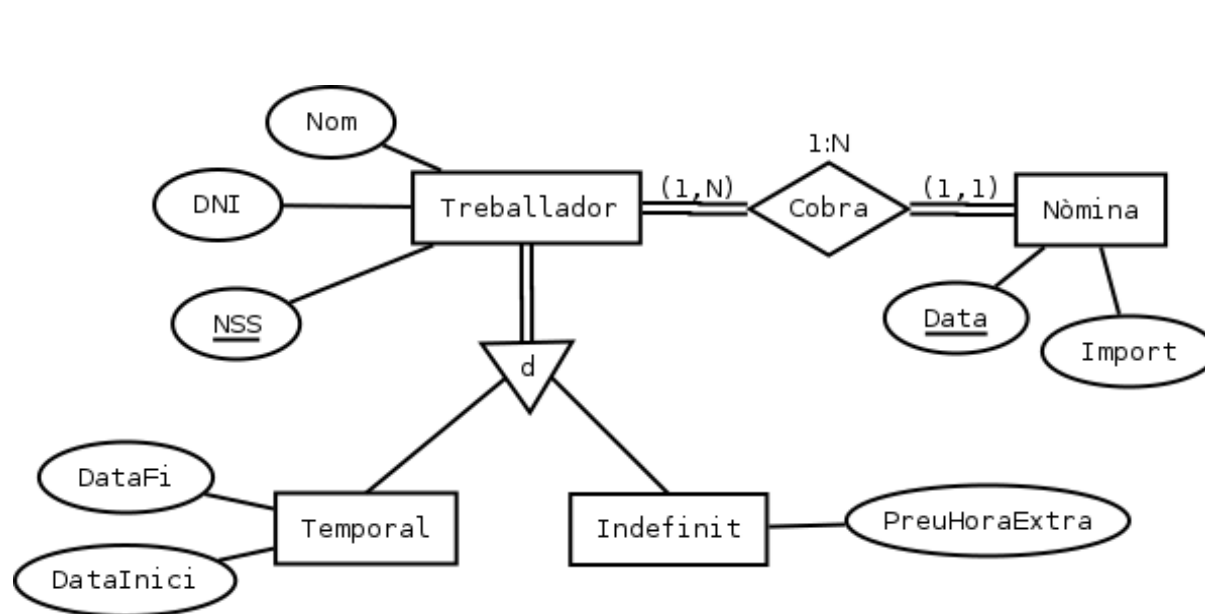 Nom
1:N
DNI
Treballador
(1,N)
Cobra
(1,1)
Nòmina
NSS
Data
Import
d
DataFi
Temporal
Indefinit
PreuHoraExtra
DataInici